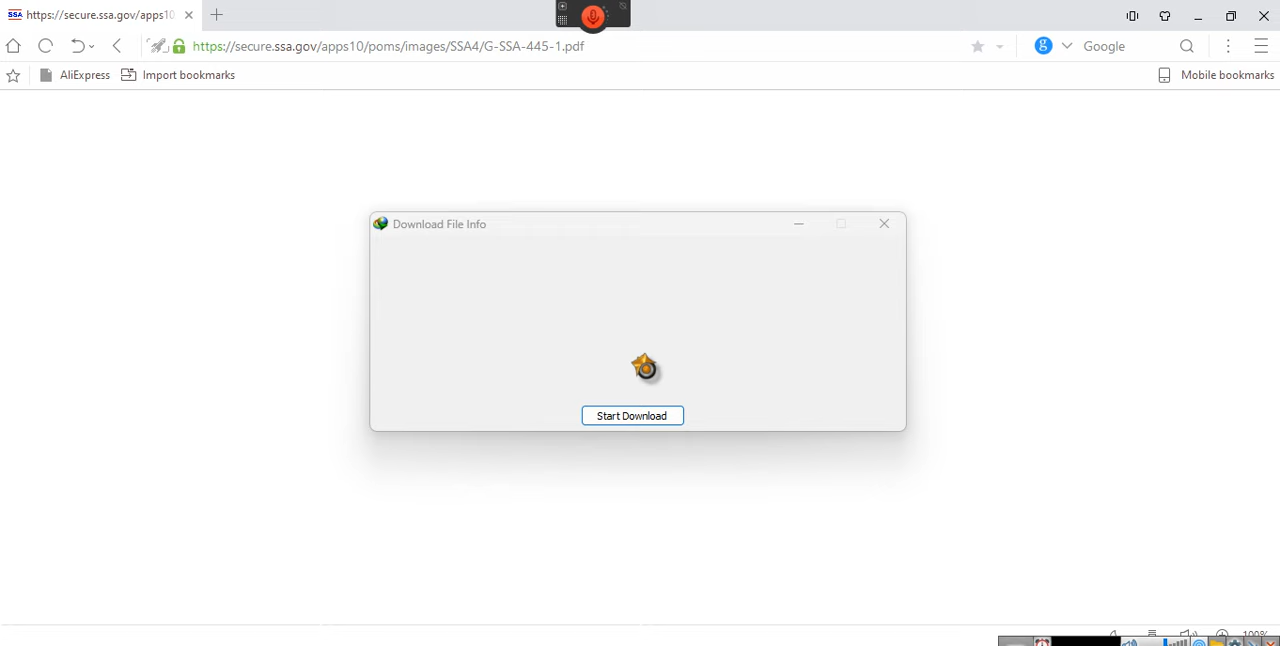 SSA https://secure.ssa.gov/apps10
https://secure.ssa.gov/apps10/poms/images/SSA4/G-SSA-445-1.pdf
g Google
AliExpress Import bookmarks Mobile bookmarks
Download File Info
Start Download
100%